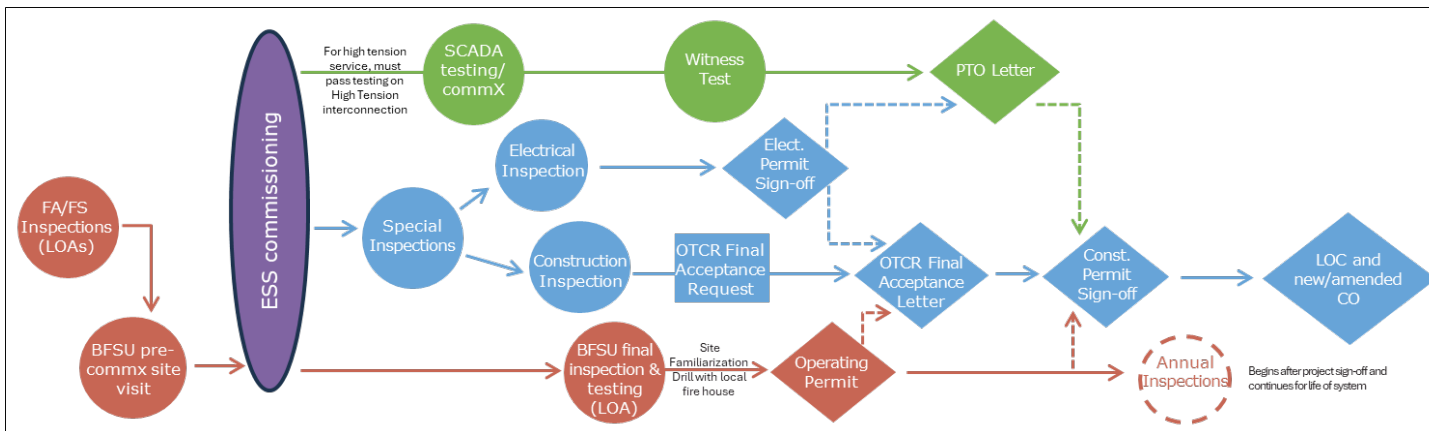 For high tension
service, must
pass testing on
High Tension
interconnection
SCADA
testing/
commX
Witness
Test
PTO Letter
ESS commissioning
Electrical
Inspection
Elect.
Permit
Sign-off
FA/FS
Inspections
(LOAs)
Special
Inspections
Construction
Inspection
OTCR Final
Acceptance
Request
OTCR Final
Acceptance
Letter
Const.
Permit
Sign-off
LOC and
new/amended
CO
BFSU pre-
commx site
visit
BFSU final
inspection &
testing
(LOA)
Site
Familiarization
Drill with local
fire house
Operating
Permit
Annual
Inspections
Begins after project sign-off and
continues for life of system